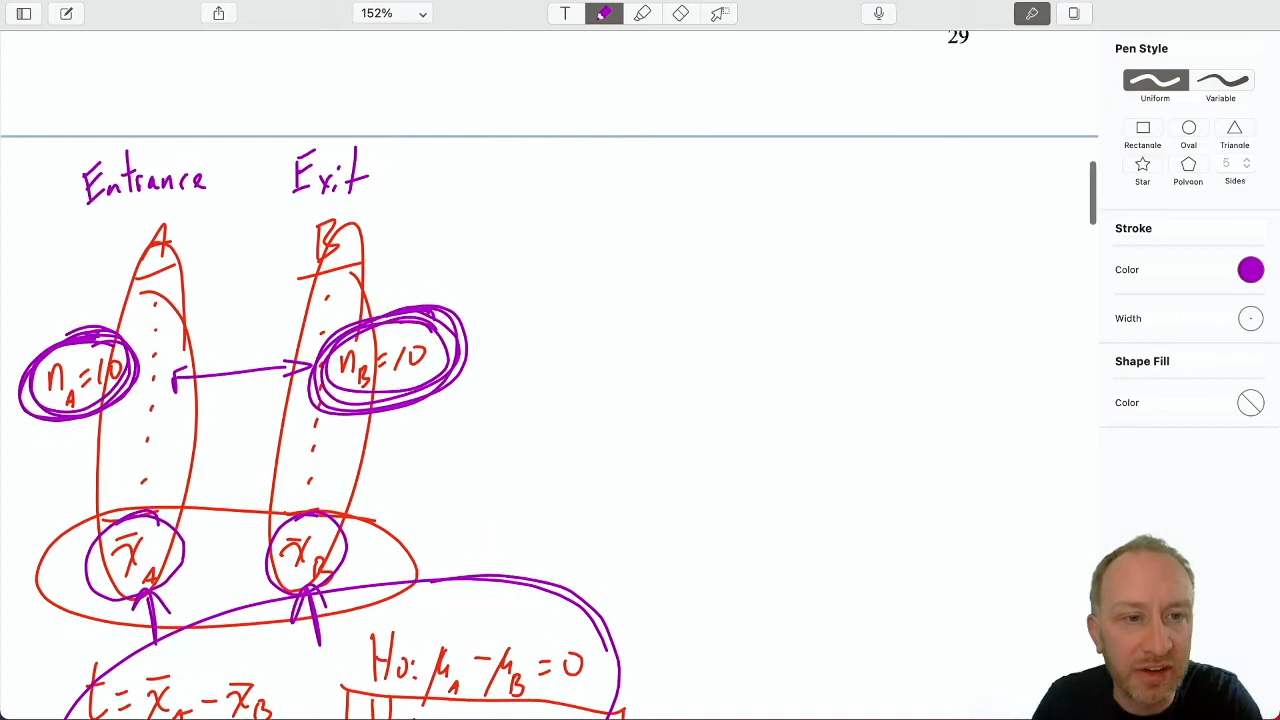 152%
T
29
Pen Style
Uniform
Variable
Rectangle
Oval
Triangle
Star
Polygon
5
Sides
Stroke
Color
Width
Shape Fill
Color
Entrance
Exit
A
B
n_A = 10
n_B = 10
x̄_A
x̄_B
H0: μ_A - μ_B = 0
t = x̄_A - x̄_B